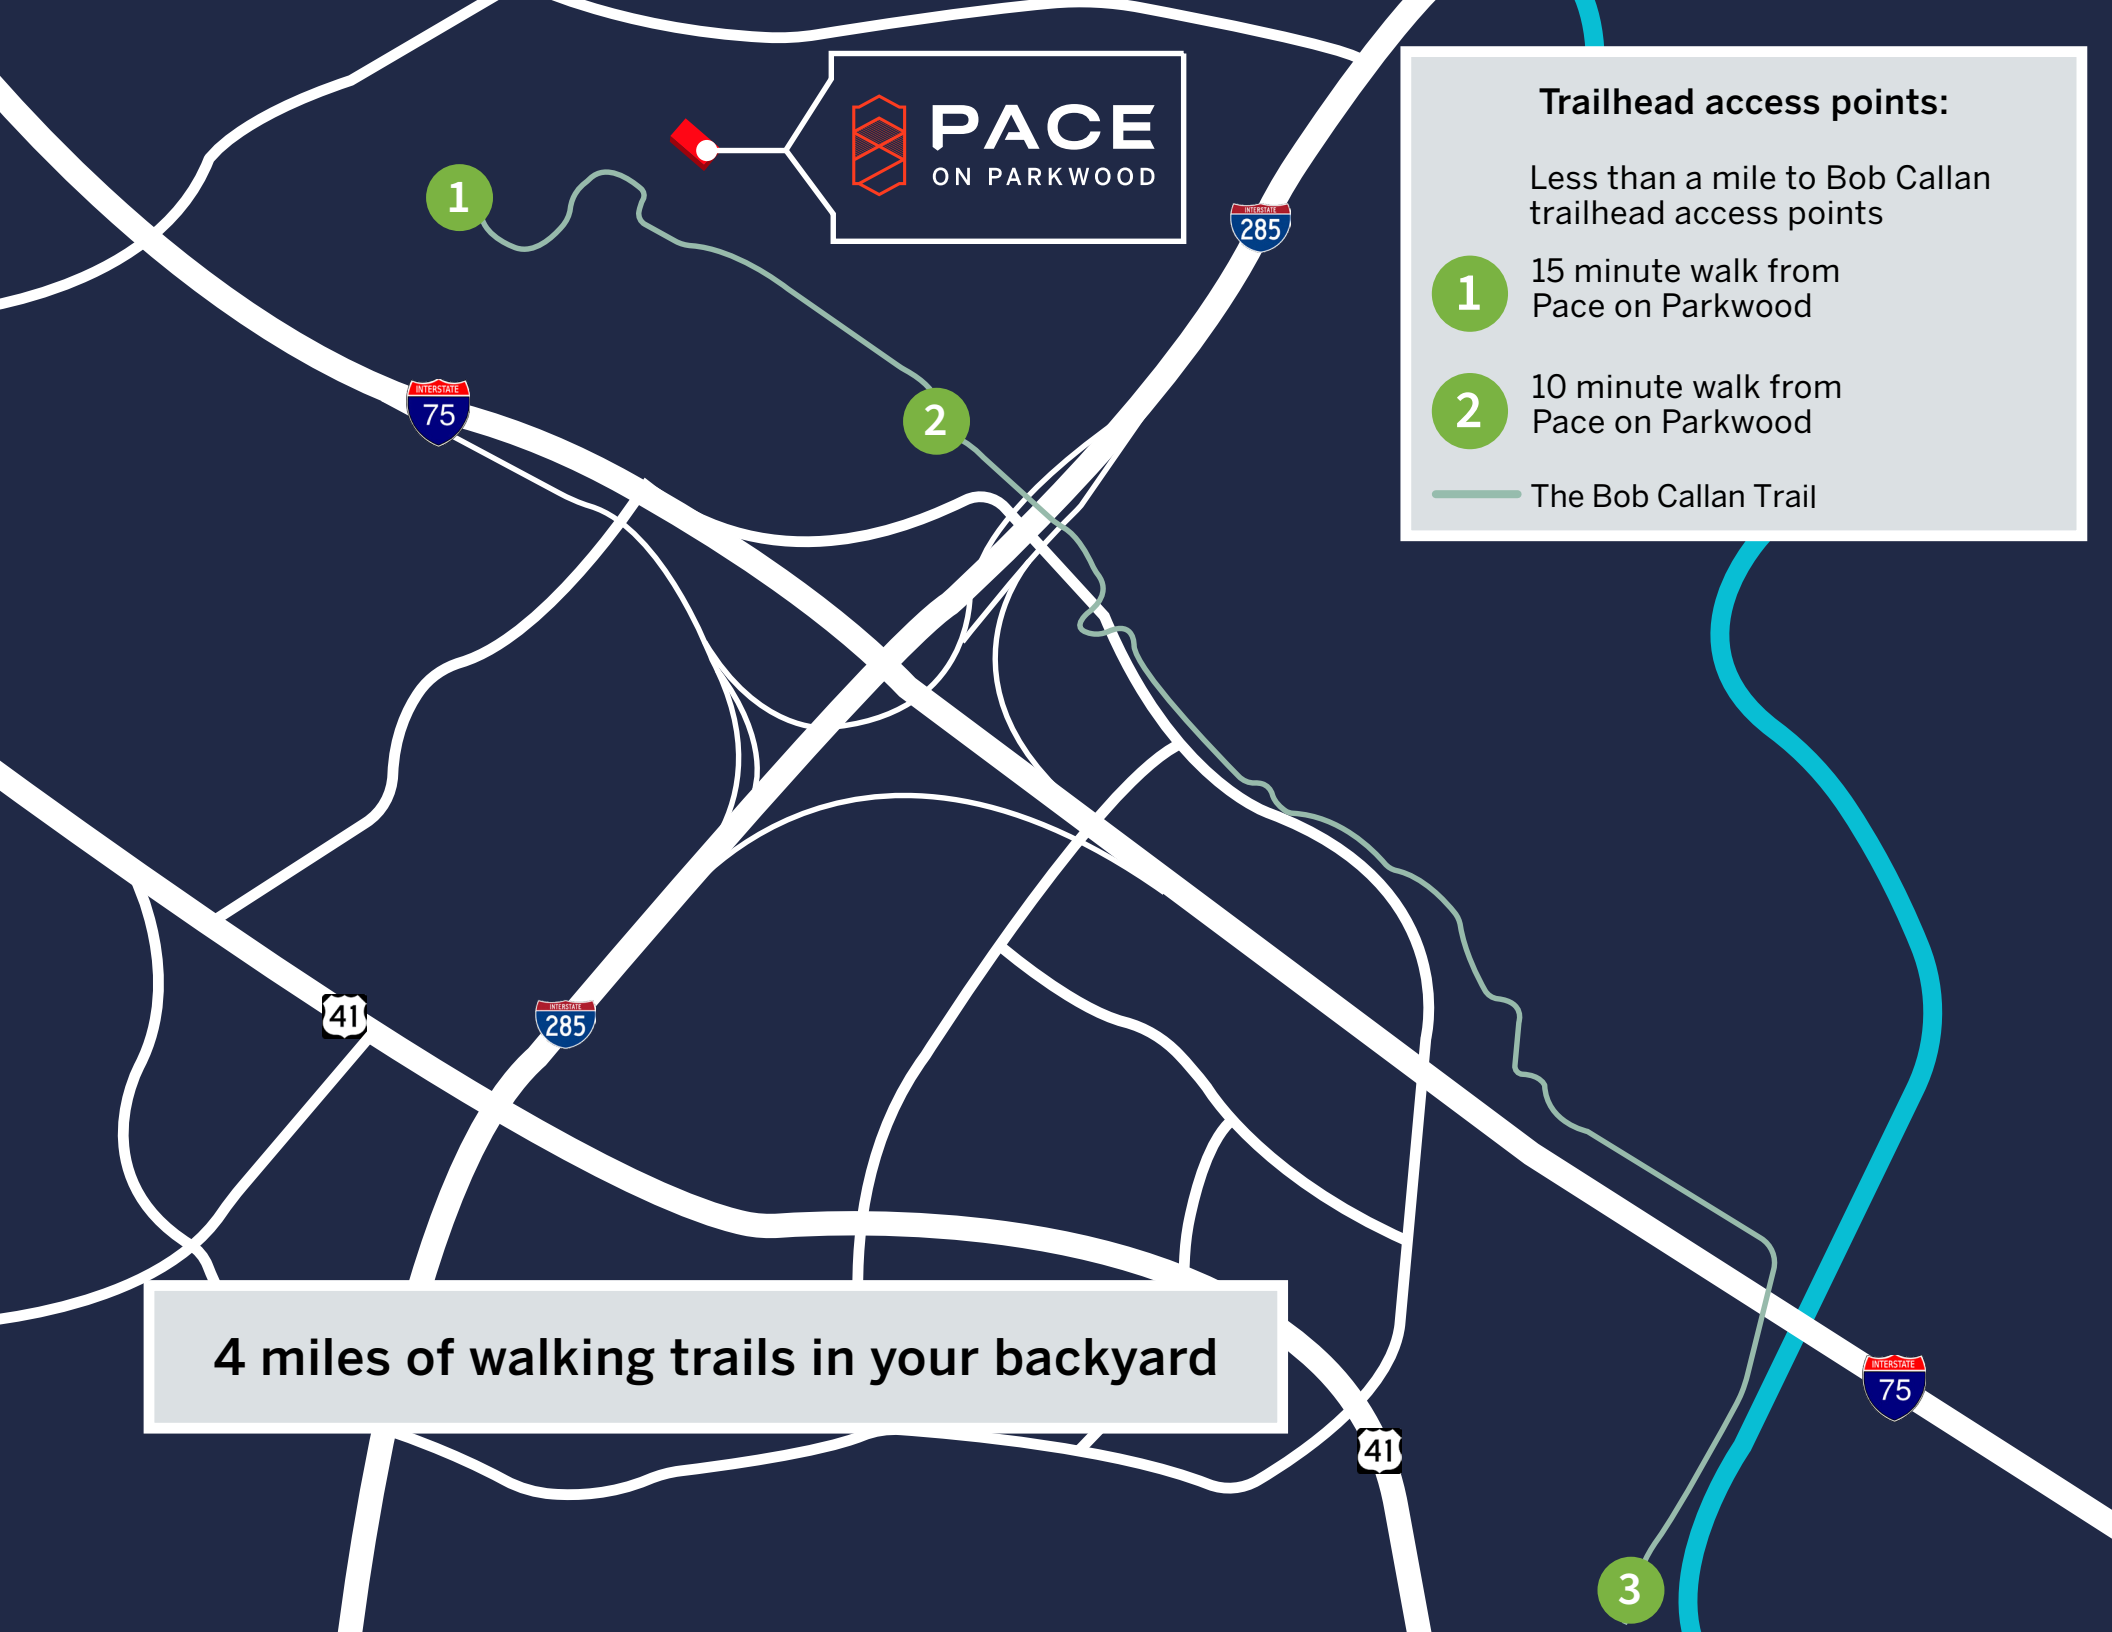 PACE
ON PARKWOOD
Trailhead access points:
Less than a mile to Bob Callan
trailhead access points
1
15 minute walk from
Pace on Parkwood
2
10 minute walk from
Pace on Parkwood
The Bob Callan Trail
1
INTERSTATE
285
INTERSTATE
75
2
41
INTERSTATE
285
4 miles of walking trails in your backyard
INTERSTATE
75
41
3